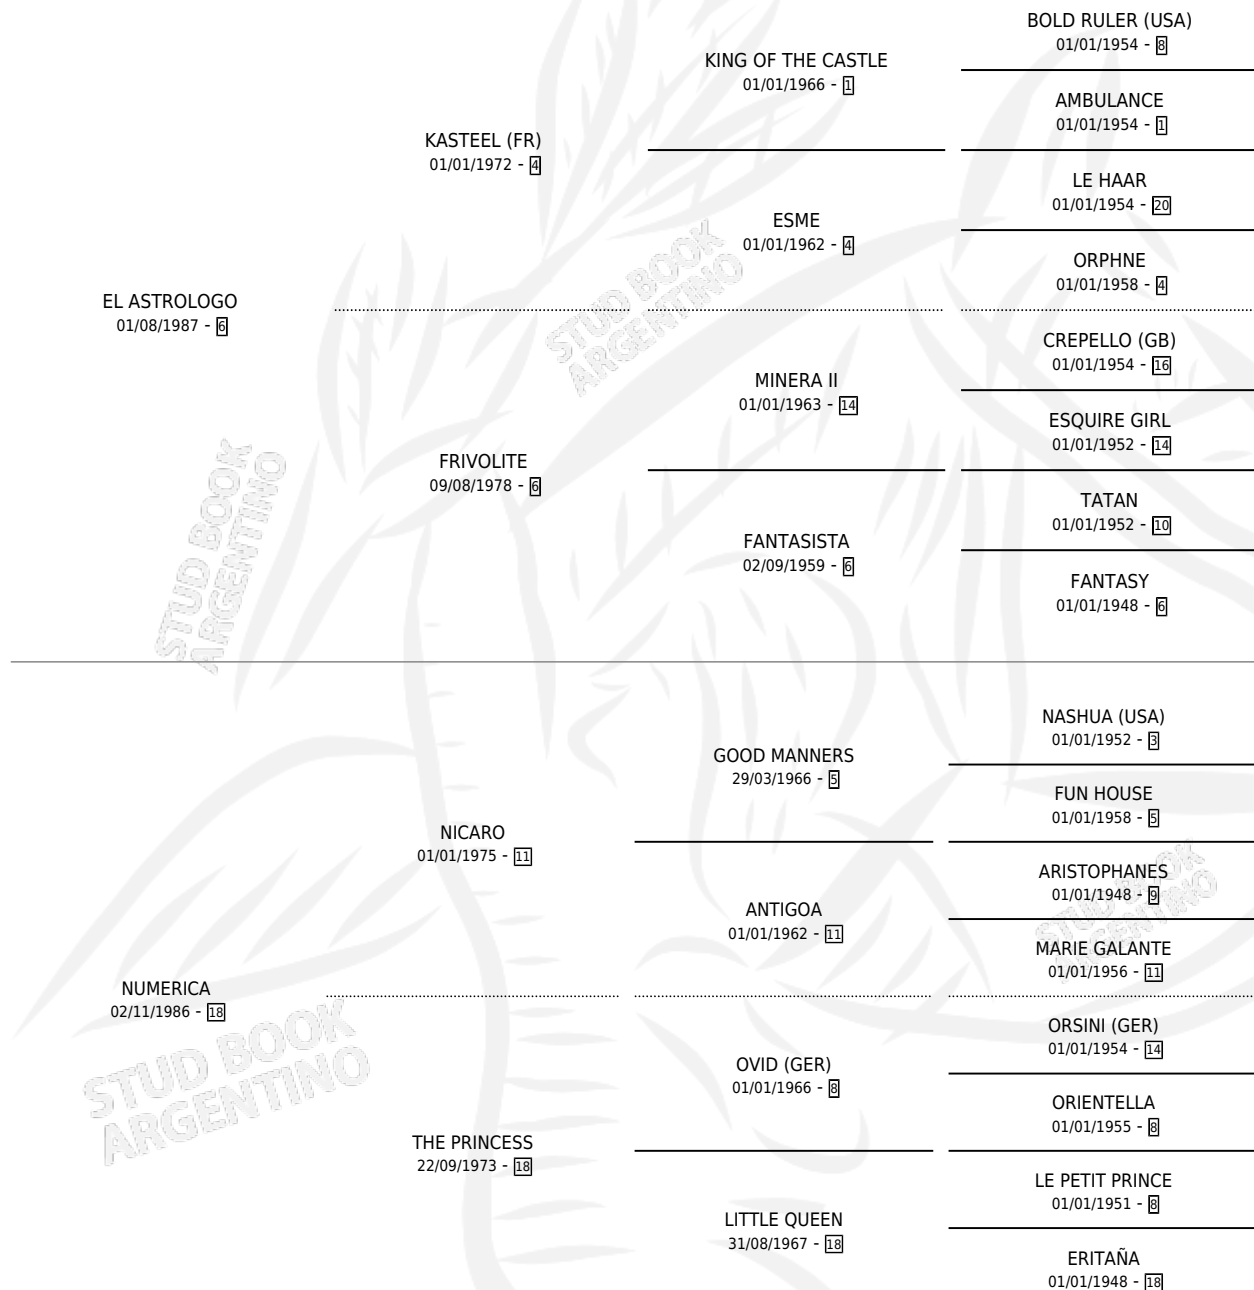 BOLD RULER (USA)
01/01/1954 - 8
KING OF THE CASTLE
01/01/1966 - 1
AMBULANCE
01/01/1954 - 1
KASTEEL (FR)
01/01/1972 - 4
LE HAAR
01/01/1954 - 20
ESME
01/01/1962 - 4
ORPHNE
01/01/1958 - 4
EL ASTROLOGO
01/08/1987 - 6
CREPELLO (GB)
01/01/1954 - 16
MINERA II
01/01/1963 - 14
ESQUIRE GIRL
01/01/1952 - 14
FRIVOLITE
09/08/1978 - 6
TATAN
01/01/1952 - 10
FANTASISTA
02/09/1959 - 6
FANTASY
01/01/1948 - 6
NASHUA (USA)
01/01/1952 - 3
GOOD MANNERS
29/03/1966 - 5
FUN HOUSE
01/01/1958 - 5
NICARO
01/01/1975 - 11
ARISTOPHANES
01/01/1948 - 9
ANTIGOA
01/01/1962 - 11
MARIE GALANTE
01/01/1956 - 11
NUMERICA
02/11/1986 - 18
ORSINI (GER)
01/01/1954 - 14
OVID (GER)
01/01/1966 - 8
ORIENTELLA
01/01/1955 - 8
THE PRINCESS
22/09/1973 - 18
LE PETIT PRINCE
01/01/1951 - 8
LITTLE QUEEN
31/08/1967 - 18
ERITAÑA
01/01/1948 - 18
STUD BOOK
ARGENTINO
STUD BOOK
ARGENTINO
STUD BOOK
ARGENTINO
STUD BOOK
ARGENTINO